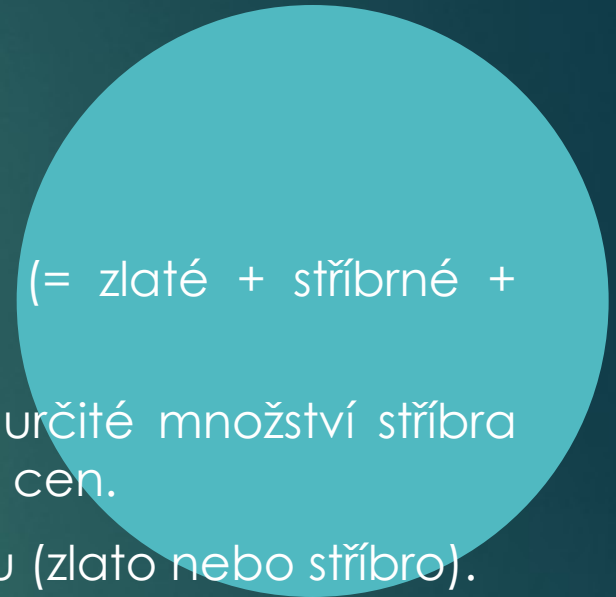 (= zlaté + stříbrné +
určité množství stříbra
cen.
(zlato nebo stříbro).